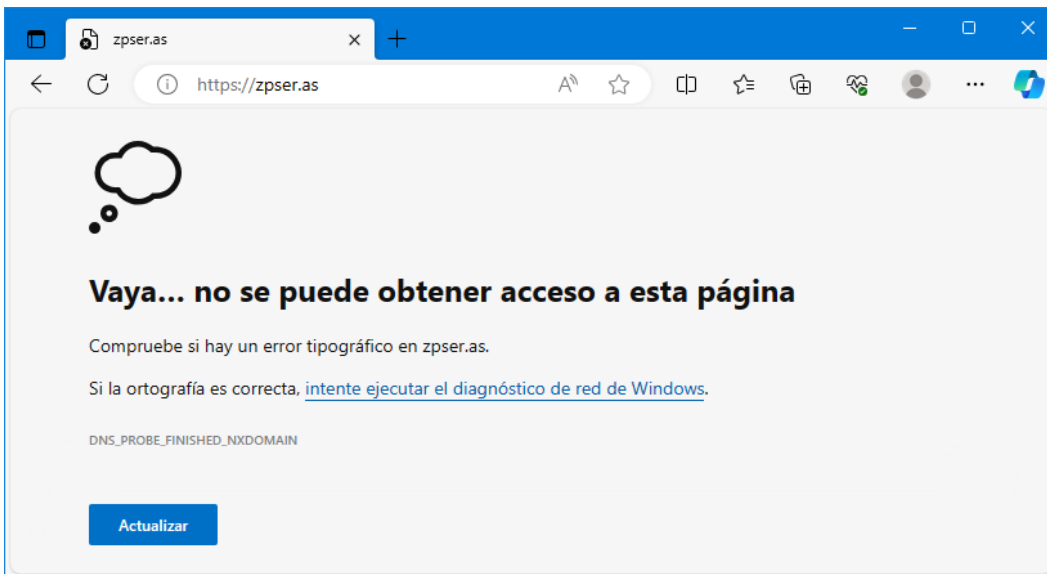 zpser.as
https://zpser.as
Vaya... no se puede obtener acceso a esta página
Compruebe si hay un error tipográfico en zpser.as.
Si la ortografía es correcta, intente ejecutar el diagnóstico de red de Windows.
DNS_PROBE_FINISHED_NXDOMAIN
Actualizar